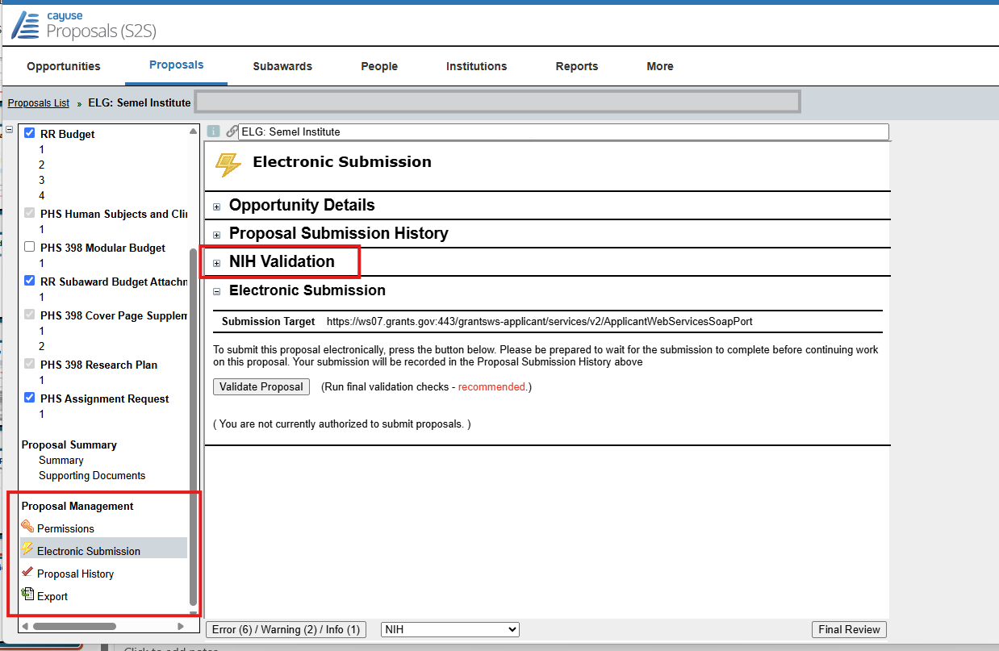 cayuse
Proposals (S2S)
Opportunities Proposals Subawards People Institutions Reports More
Proposals List » ELG: Semel Institute
RR Budget
1
2
3
4
PHS Human Subjects and Clin
1
PHS 398 Modular Budget
1
RR Subaward Budget Attachm
1
PHS 398 Cover Page Supplem
1
2
PHS 398 Research Plan
1
PHS Assignment Request
1
Proposal Summary
Summary
Supporting Documents
Proposal Management
Permissions
Electronic Submission
Proposal History
Export
ELG: Semel Institute
Electronic Submission
Opportunity Details
Proposal Submission History
NIH Validation
Electronic Submission
Submission Target https://ws07.grants.gov:443/grantsws-applicant/services/v2/ApplicantWebServicesSoapPort
To submit this proposal electronically, press the button below. Please be prepared to wait for the submission to complete before continuing work
on this proposal. Your submission will be recorded in the Proposal Submission History above
Validate Proposal (Run final validation checks - recommended.)
( You are not currently authorized to submit proposals. )
Error (6) / Warning (2) / Info (1) NIH Final Review